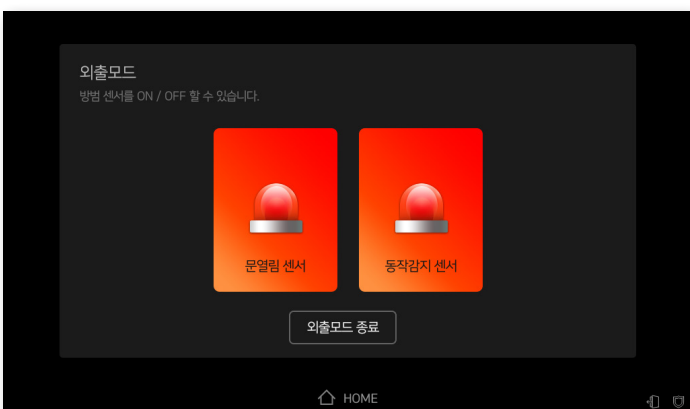 외출모드
방범 센서를 ON / OFF 할 수 있습니다.
문열림 센서
동작감지 센서
외출모드 종료
HOME